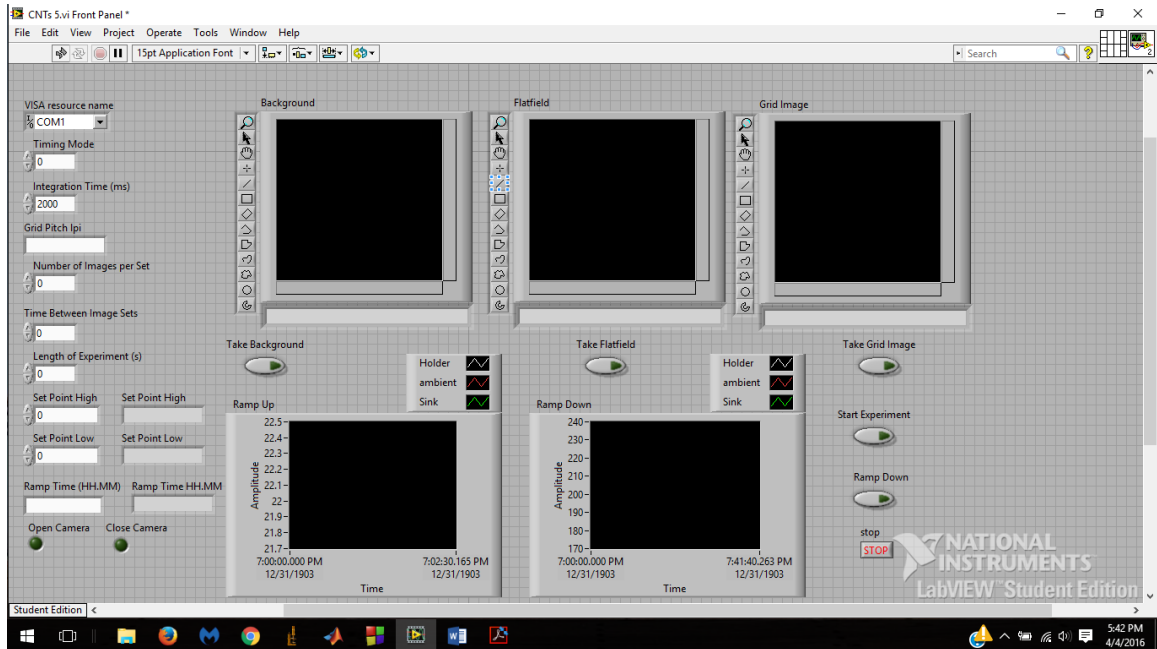 CNTs 5.vi Front Panel *
File Edit View Project Operate Tools Window Help
15pt Application Font
Search
2
VISA resource name
COM1
Timing Mode
0
Integration Time (ms)
2000
Grid Pitch lpi
Number of Images per Set
0
Time Between Image Sets
0
Length of Experiment (s)
0
Set Point High Set Point High
0
Set Point Low Set Point Low
0
Ramp Time (HH.MM) Ramp Time HH.MM
Open Camera Close Camera
Background
Flatfield
Grid Image
Take Background
Take Flatfield
Take Grid Image
Holder
ambient
Sink
Ramp Up
22.5
22.4
22.3
22.2
22.1
22
21.9
21.8
21.7
Amplitude
7:00:00.000 PM 7:02:30.165 PM
12/31/1903 12/31/1903
Time
Holder
ambient
Sink
Ramp Down
240
230
220
210
200
190
180
170
Amplitude
7:00:00.000 PM 7:41:40.263 PM
12/31/1903 12/31/1903
Time
Start Experiment
Ramp Down
stop
STOP
NATIONAL
INSTRUMENTS
LabVIEW™ Student Edition
Student Edition
5:42 PM
4/4/2016